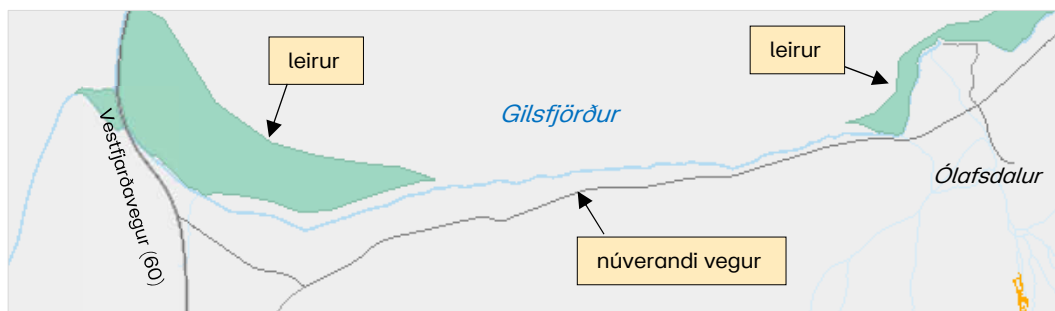 leirur
leirur
Gilsfjörður
Vestfjarðavegur (60)
Ólafsdalur
núverandi vegur